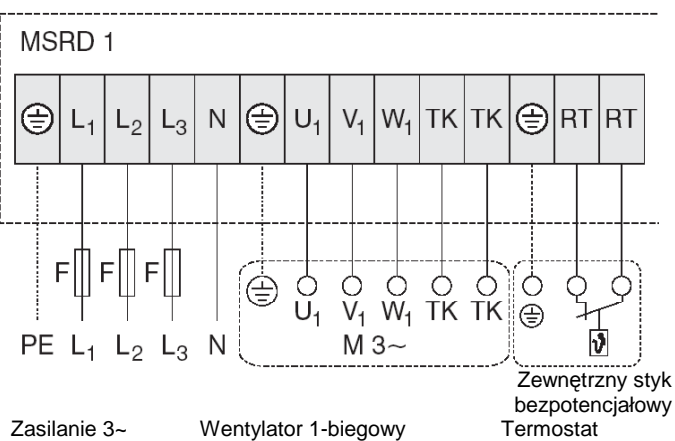 MSRD 1
⏚ L1 L2 L3 N ⏚ U1 V1 W1 TK TK ⏚ RT RT
F F F
U1 V1 W1 TK TK
PE L1 L2 L3 N M 3~
Zewnętrzny styk
bezpotencjałowy
Zasilanie 3~ Wentylator 1-biegowy Termostat